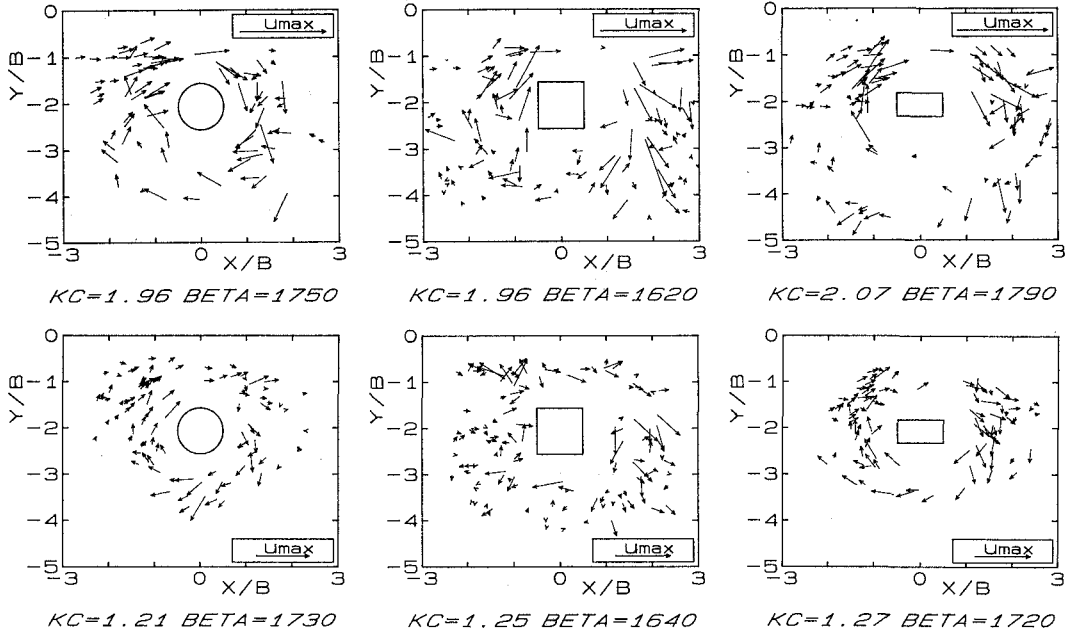 Umax
Umax
Umax
0
-1
-2
-3
-4
-5
Y/B
-3
0
3
X/B
0
-1
-2
-3
-4
-5
Y/B
-3
0
3
X/B
0
-1
-2
-3
-4
-5
Y/B
-3
0
3
X/B
KC=1.96 BETA=1750
KC=1.96 BETA=1620
KC=2.07 BETA=1790
0
-1
-2
-3
-4
-5
Y/B
-3
0
3
X/B
Umax
0
-1
-2
-3
-4
-5
Y/B
-3
0
3
X/B
Umax
0
-1
-2
-3
-4
-5
Y/B
-3
0
3
X/B
Umax
KC=1.21 BETA=1730
KC=1.25 BETA=1640
KC=1.27 BETA=1720